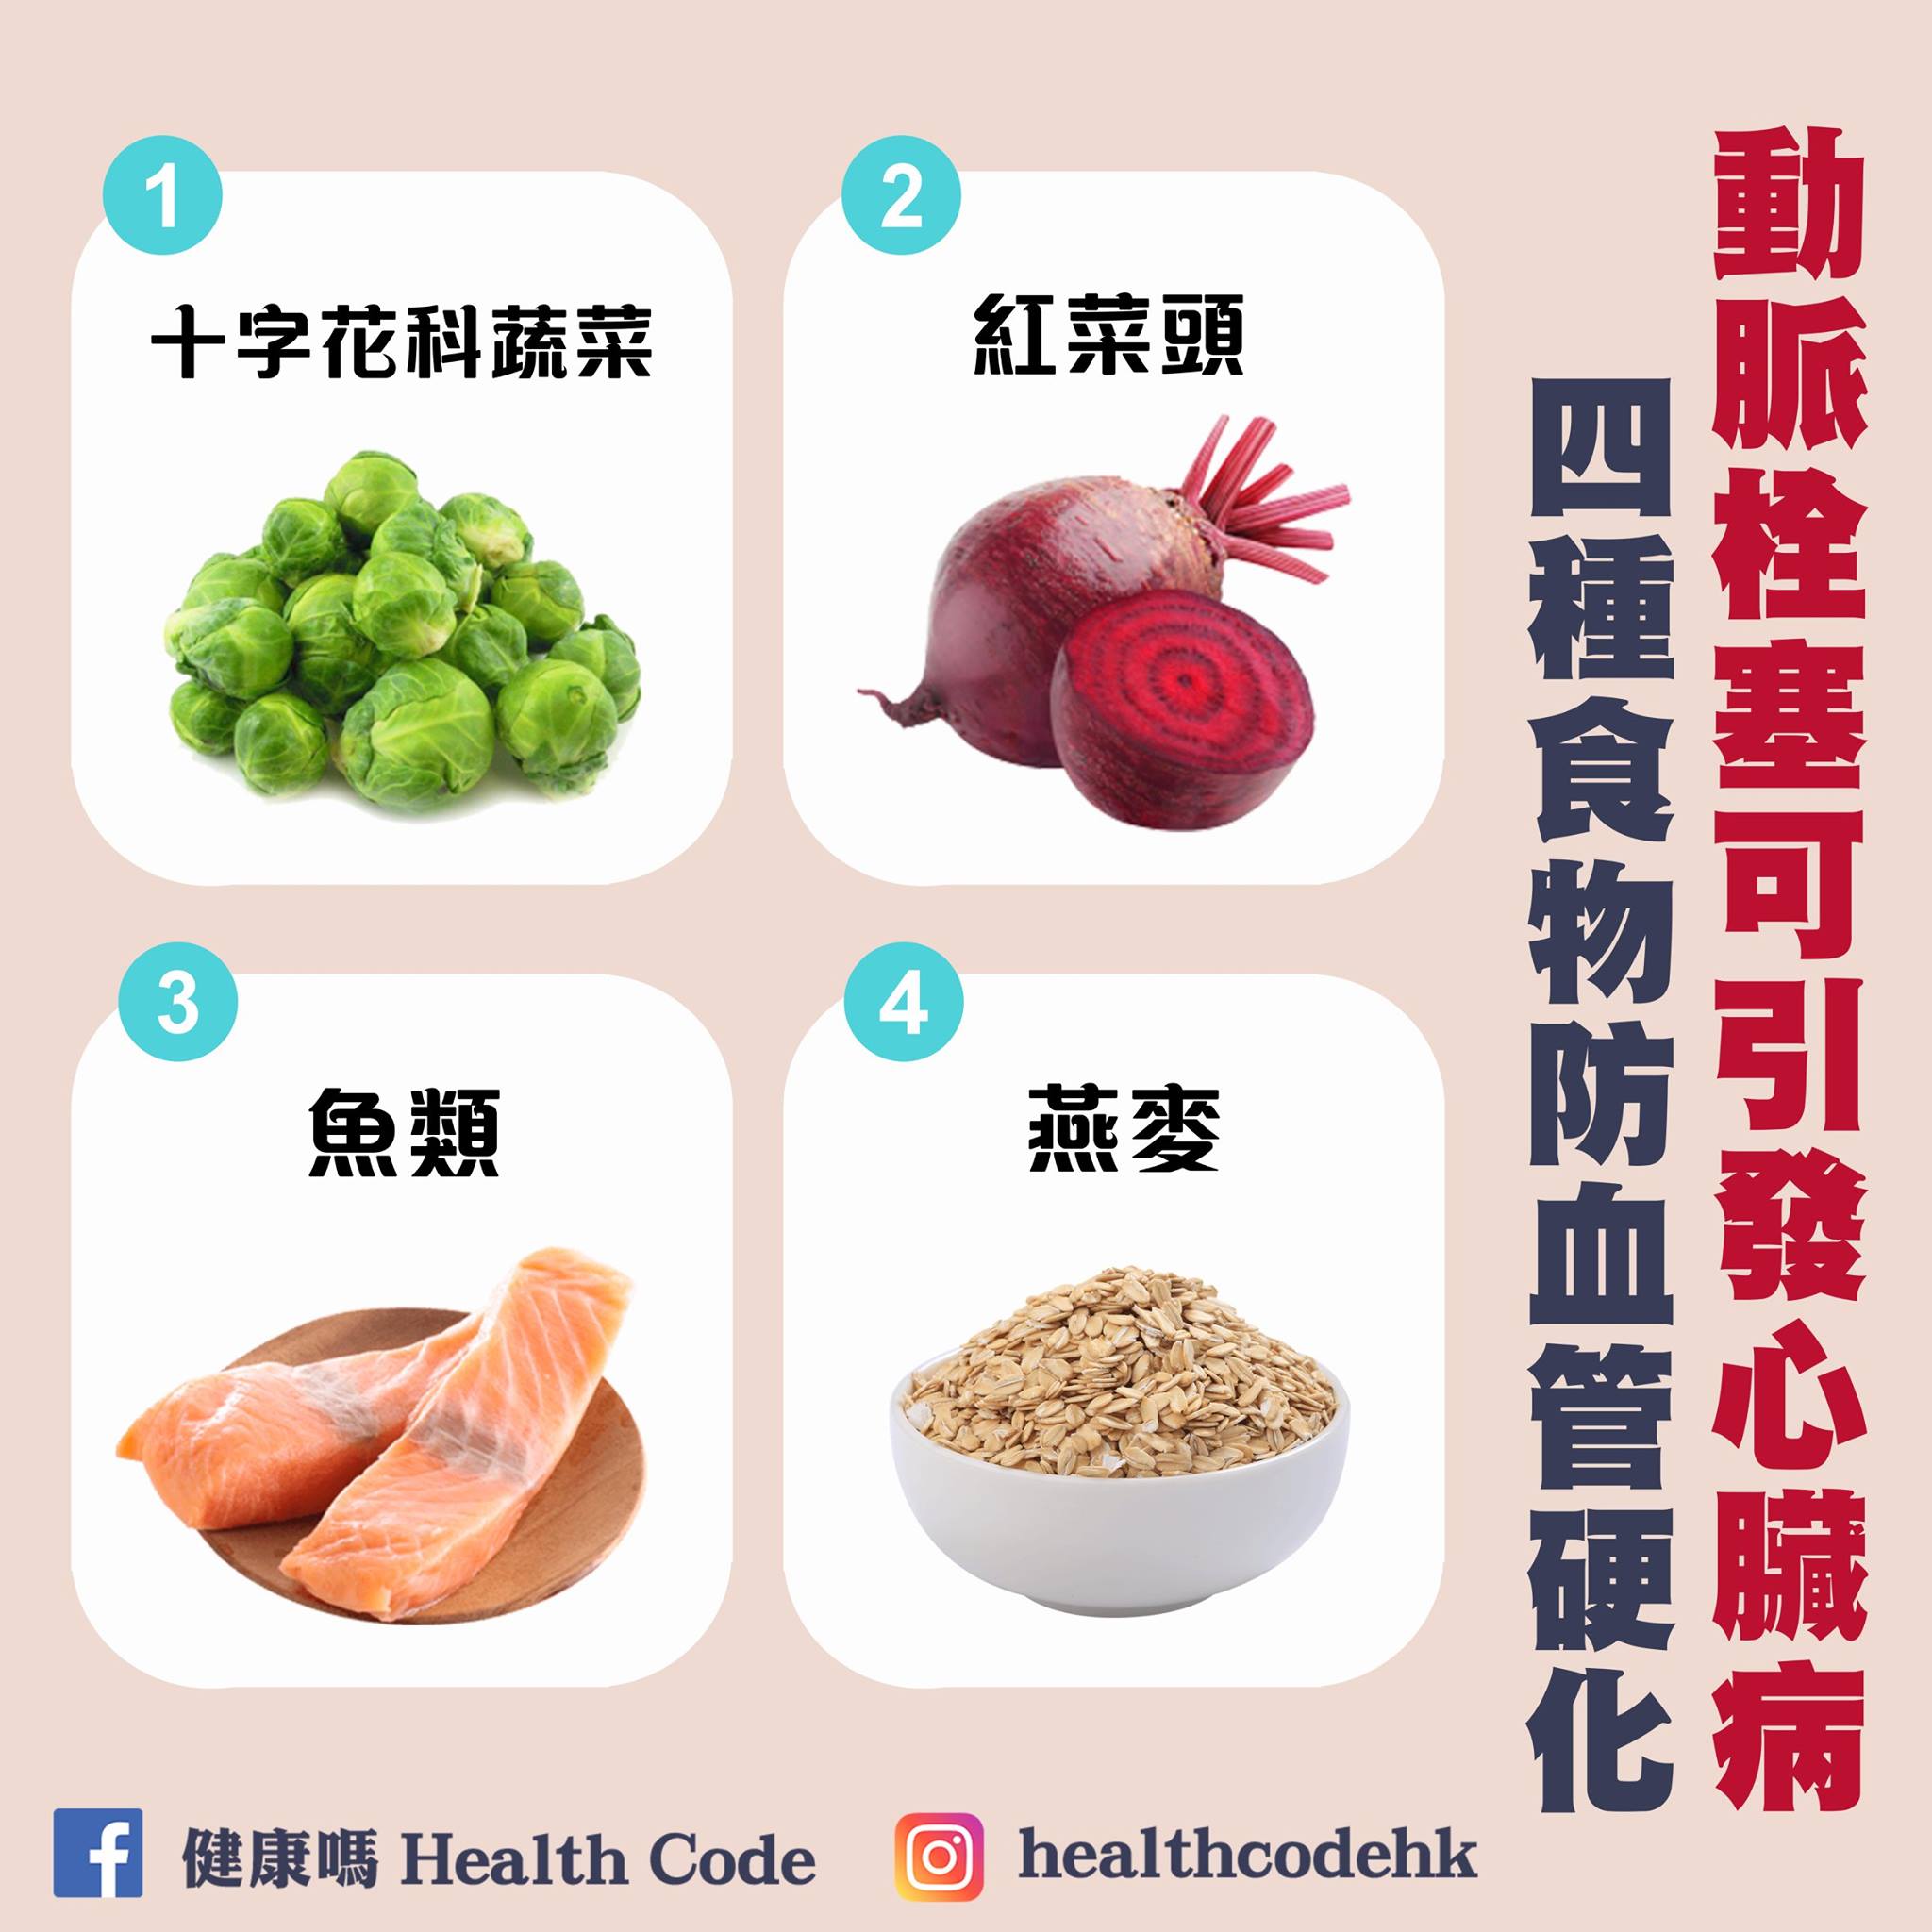 動脈栓塞可引發心臟病
四種食物防血管硬化
1
十字花科蔬菜
2
紅菜頭
3
魚類
4
燕麥
健康嗎 Health Code
healthcodehk